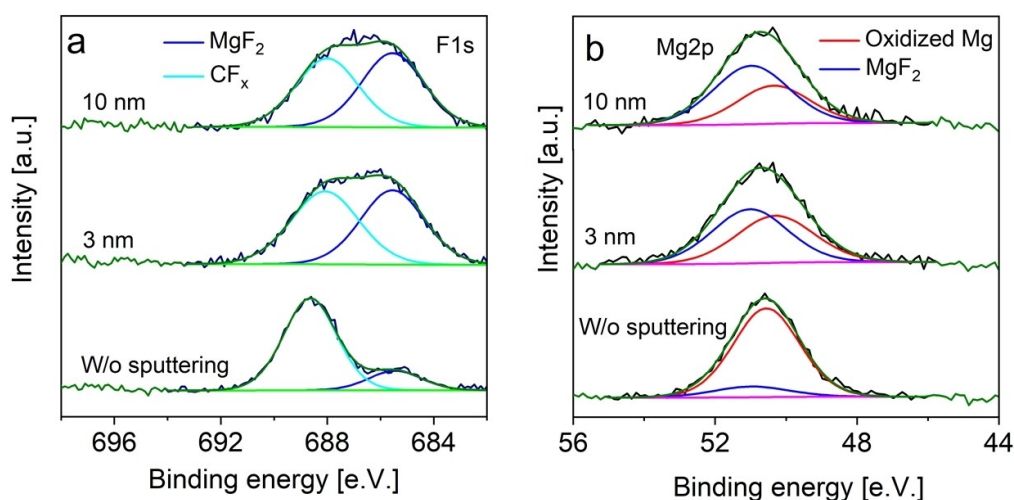 a
MgF₂
CFₓ
F1s
10 nm
3 nm
W/o sputtering
Intensity [a.u.]
696 692 688 684
Binding energy [e.V.]
b
Mg2p
Oxidized Mg
MgF₂
10 nm
3 nm
W/o sputtering
Intensity [a.u.]
56 51 48 44
Binding energy [e.V.]